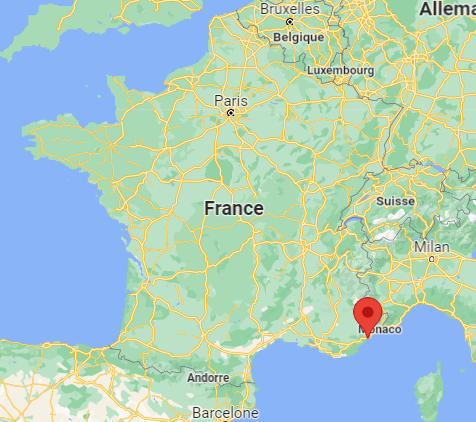 Bruxelles
Allema
Belgique
Luxembourg
Paris
France
Suisse
Milan
Monaco
Andorre
Barcelone